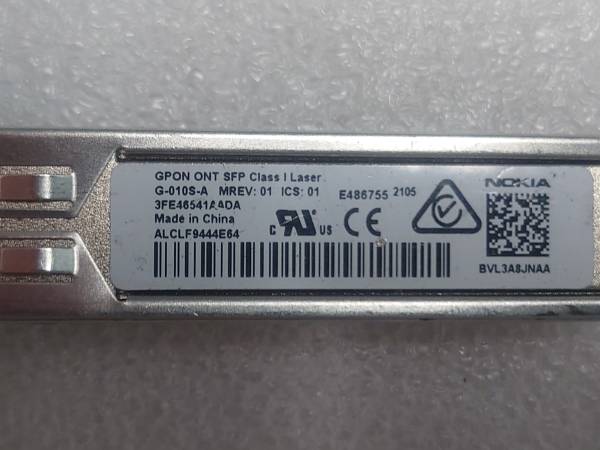 GPON ONT SFP Class I Laser
G-010S-A MREV: 01 ICS: 01
3FE46541AADA
Made in China
ALCLF9444E64
E486755 2105
c RU us CE
NOKIA
BVL3A8JNAA